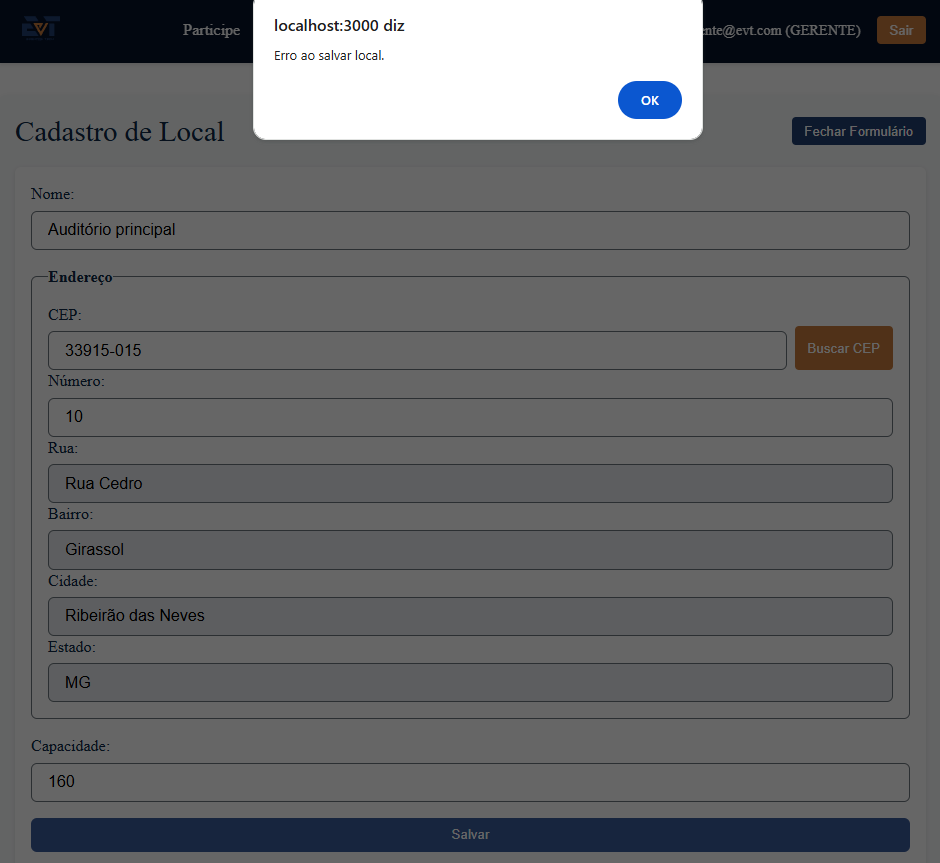 localhost:3000 diz
Erro ao salvar local.
OK
EVT
Participe
ente@evt.com (GERENTE)
Sair
Cadastro de Local
Fechar Formulário
Nome:
Auditório principal
Endereço
CEP:
33915-015
Buscar CEP
Número:
10
Rua:
Rua Cedro
Bairro:
Girassol
Cidade:
Ribeirão das Neves
Estado:
MG
Capacidade:
160
Salvar